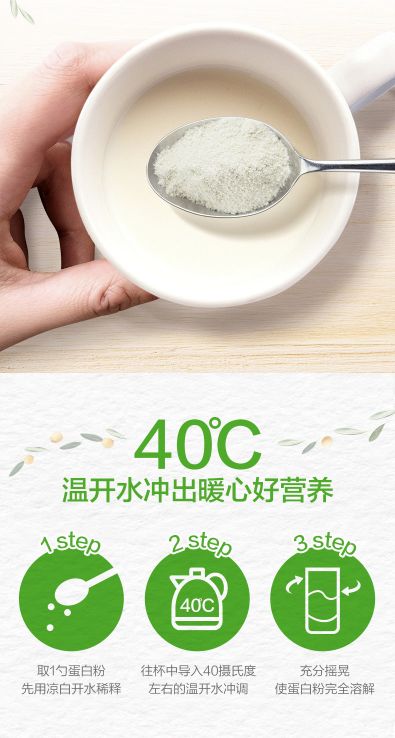 40℃
温开水冲出暖心好营养
1 step
2 step
3 step
40℃
取1勺蛋白粉
先用凉白开水稀释
往杯中导入40摄氏度
左右的温开水冲调
充分摇晃
使蛋白粉完全溶解